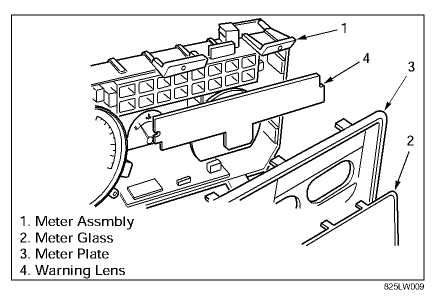 1
4
3
2
1. Meter Assmbly
2. Meter Glass
3. Meter Plate
4. Warning Lens
825LW009